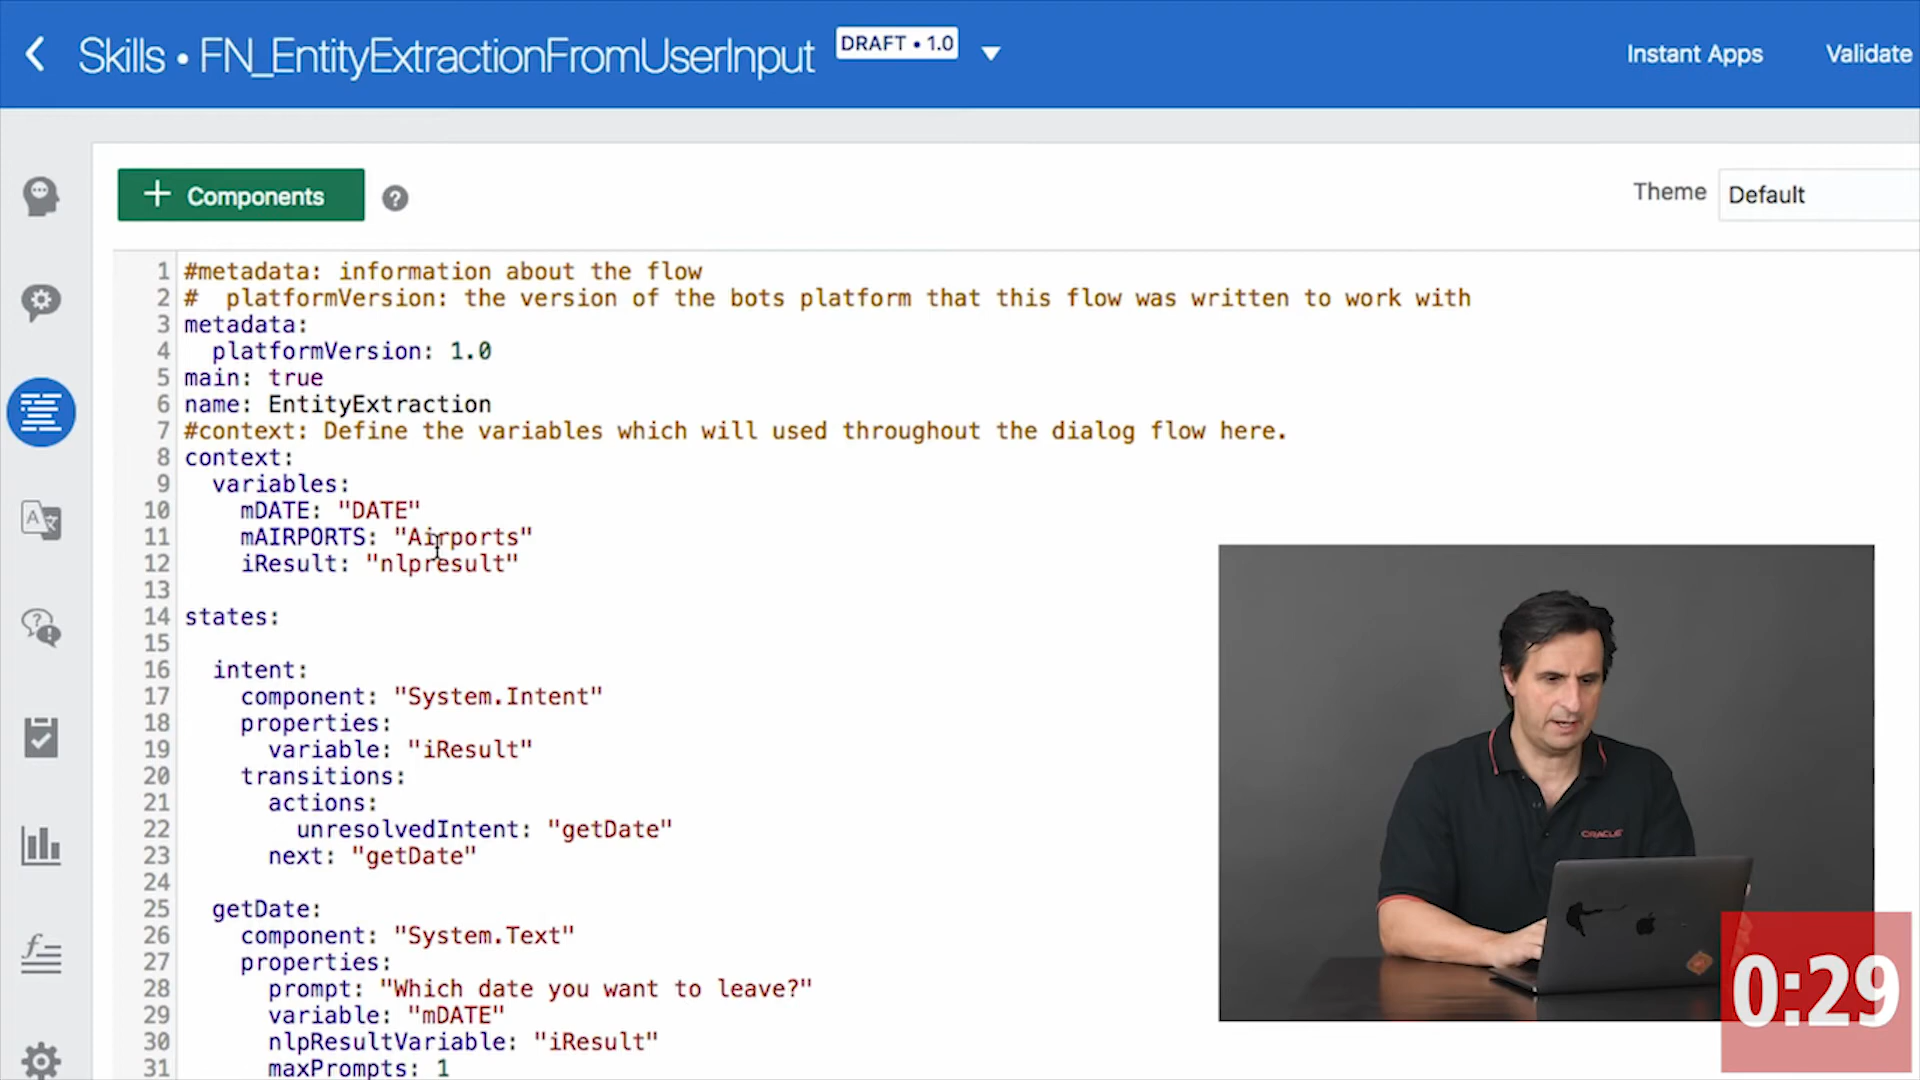 Skills • FN_EntityExtractionFromUserInput DRAFT • 1.0
Instant Apps Validate
+ Components ?
Theme Default
1 #metadata: information about the flow
2 #  platformVersion: the version of the bots platform that this flow was written to work with
3 metadata:
4   platformVersion: 1.0
5 main: true
6 name: EntityExtraction
7 #context: Define the variables which will used throughout the dialog flow here.
8 context:
9   variables:
10     mDATE: "DATE"
11     mAIRPORTS: "Airports"
12     iResult: "nlpresult"
13
14 states:
15
16   intent:
17     component: "System.Intent"
18     properties:
19       variable: "iResult"
20     transitions:
21       actions:
22         unresolvedIntent: "getDate"
23       next: "getDate"
24
25   getDate:
26     component: "System.Text"
27     properties:
28       prompt: "Which date you want to leave?"
29       variable: "mDATE"
30       nlpResultVariable: "iResult"
31       maxPrompts: 1
ORACLE
0:29